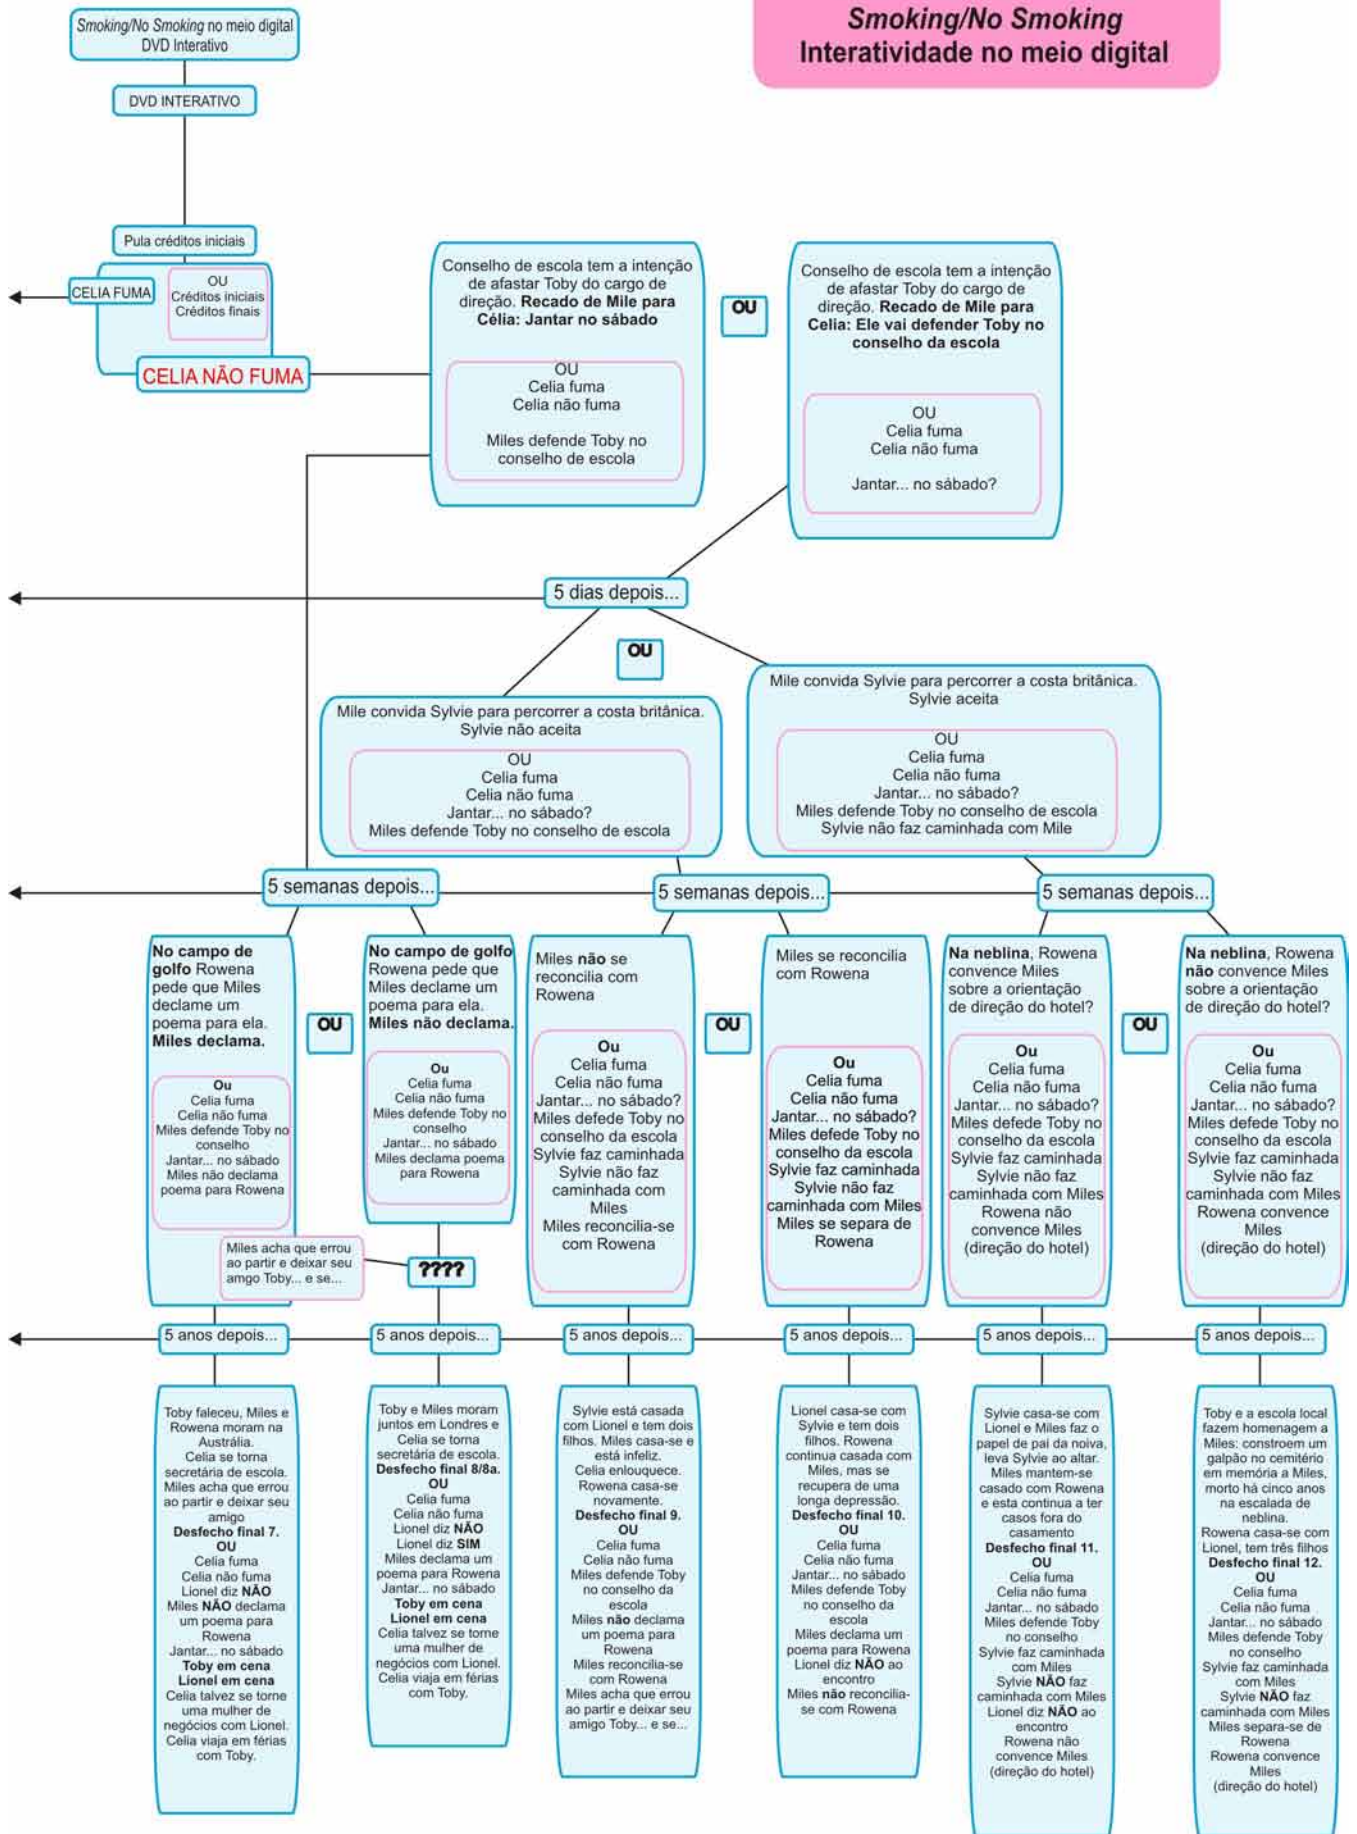 Smoking/No Smoking no meio digital
DVD Interativo
Smoking/No Smoking
Interatividade no meio digital
DVD INTERATIVO
Pula créditos iniciais
CELIA FUMA
OU
Créditos iniciais
Créditos finais
CELIA NÃO FUMA
Conselho de escola tem a intenção
de afastar Toby do cargo de
direção. Recado de Mile para
Célia: Jantar no sábado
OU
Celia fuma
Celia não fuma
Miles defende Toby no
conselho de escola
OU
Conselho de escola tem a intenção
de afastar Toby do cargo de
direção. Recado de Mile para
Celia: Ele vai defender Toby no
conselho da escola
OU
Celia fuma
Celia não fuma
Jantar... no sábado?
5 dias depois...
OU
Mile convida Sylvie para percorrer a costa britânica.
Sylvie não aceita
OU
Celia fuma
Celia não fuma
Jantar... no sábado?
Miles defende Toby no conselho de escola
Mile convida Sylvie para percorrer a costa britânica.
Sylvie aceita
OU
Celia fuma
Celia não fuma
Jantar... no sábado?
Miles defende Toby no conselho de escola
Sylvie não faz caminhada com Mile
5 semanas depois...
5 semanas depois...
5 semanas depois...
No campo de
golfo Rowena
pede que Miles
declame um
poema para ela.
Miles declama.
Ou
Celia fuma
Celia não fuma
Miles defende Toby no
conselho
Jantar... no sábado
Miles não declama
poema para Rowena
OU
No campo de golfo
Rowena pede que
Miles declame um
poema para ela.
Miles não declama.
Ou
Celia fuma
Celia não fuma
Miles defende Toby no
conselho
Jantar... no sábado
Miles declama poema
para Rowena
Miles acha que errou
ao partir e deixar seu
amgo Toby... e se...
????
Miles não se
reconcilia com
Rowena
Ou
Celia fuma
Celia não fuma
Jantar... no sábado?
Miles defede Toby no
conselho da escola
Sylvie faz caminhada
Sylvie não faz
caminhada com
Miles
Miles reconcilia-se
com Rowena
OU
Miles se reconcilia
com Rowena
Ou
Celia fuma
Celia não fuma
Jantar... no sábado?
Miles defede Toby no
conselho da escola
Sylvie faz caminhada
Sylvie não faz
caminhada com Miles
Miles se separa de
Rowena
Na neblina, Rowena
convence Miles
sobre a orientação
de direção do hotel?
Ou
Celia fuma
Celia não fuma
Jantar... no sábado?
Miles defede Toby no
conselho da escola
Sylvie faz caminhada
Sylvie não faz
caminhada com Miles
Rowena não
convence Miles
(direção do hotel)
OU
Na neblina, Rowena
não convence Miles
sobre a orientação
de direção do hotel?
Ou
Celia fuma
Celia não fuma
Jantar... no sábado?
Miles defede Toby no
conselho da escola
Sylvie faz caminhada
Sylvie não faz
caminhada com Miles
Rowena convence
Miles
(direção do hotel)
5 anos depois...
5 anos depois...
5 anos depois...
5 anos depois...
5 anos depois...
5 anos depois...
Toby faleceu, Miles e
Rowena moram na
Austrália.
Celia se torna
secretária de escola.
Miles acha que errou
ao partir e deixar seu
amigo
Desfecho final 7.
OU
Celia fuma
Celia não fuma
Lionel diz NÃO
Miles NÃO declama
um poema para
Rowena
Jantar... no sábado
Toby em cena
Lionel em cena
Celia talvez se torne
uma mulher de
negócios com Lionel.
Celia viaja em férias
com Toby.
Toby e Miles moram
juntos em Londres e
Celia se torna
secretária de escola.
Desfecho final 8/8a.
OU
Celia fuma
Celia não fuma
Lionel diz NÃO
Lionel diz SIM
Miles declama um
poema para Rowena
Jantar... no sábado
Toby em cena
Lionel em cena
Celia talvez se torne
uma mulher de
negócios com Lionel.
Celia viaja em férias
com Toby.
Sylvie está casada
com Lionel e tem dois
filhos. Miles casa-se e
está infeliz.
Celia enlouquece.
Rowena casa-se
novamente.
Desfecho final 9.
OU
Celia fuma
Celia não fuma
Miles defende Toby
no conselho da
escola
Miles não declama
um poema para
Rowena
Miles reconcilia-se
com Rowena
Miles acha que errou
ao partir e deixar seu
amigo Toby... e se...
Lionel casa-se com
Sylvie e tem dois
filhos. Rowena
continua casada com
Miles, mas se
recupera de uma
longa depressão.
Desfecho final 10.
OU
Celia fuma
Celia não fuma
Jantar... no sábado
Miles defende Toby
no conselho da
escola
Miles declama um
poema para Rowena
Lionel diz NÃO ao
encontro
Miles não reconcilia-
se com Rowena
Sylvie casa-se com
Lionel e Miles faz o
papel de pai da noiva,
leva Sylvie ao altar.
Miles mantem-se
casado com Rowena
e esta continua a ter
casos fora do
casamento
Desfecho final 11.
OU
Celia fuma
Celia não fuma
Jantar... no sábado
Miles defende Toby
no conselho
Sylvie faz caminhada
com Miles
Sylvie NÃO faz
caminhada com Miles
Lionel diz NÃO ao
encontro
Rowena não
convence Miles
(direção do hotel)
Toby e a escola local
fazem homenagem a
Miles: constroem um
galpão no cemitério
em memória a Miles,
morto há cinco anos
na escalada de
neblina.
Rowena casa-se com
Lionel, tem três filhos
Desfecho final 12.
OU
Celia fuma
Celia não fuma
Jantar... no sábado
Miles defende Toby
no conselho
Sylvie faz caminhada
com Miles
Sylvie NÃO faz
caminhada com Miles
Miles separa-se de
Rowena
Rowena convence
Miles
(direção do hotel)